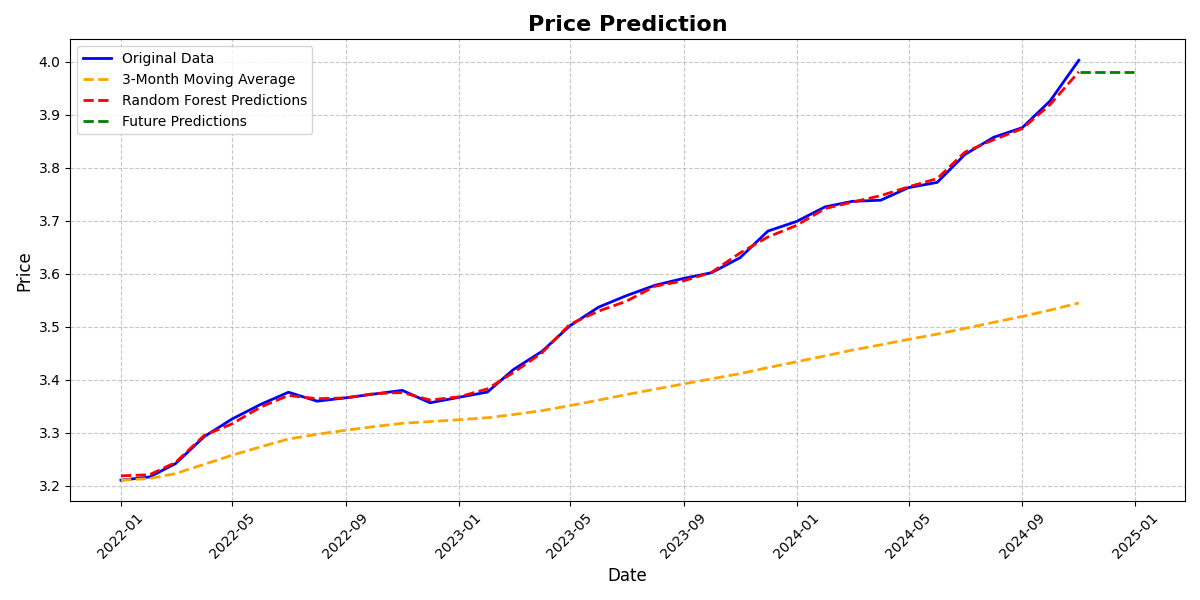 Price Prediction
Original Data
3-Month Moving Average
Random Forest Predictions
Future Predictions
Price
4.0
3.9
3.8
3.7
3.6
3.5
3.4
3.3
3.2
2022-01
2022-05
2022-09
2023-01
2023-05
2023-09
2024-01
2024-05
2024-09
2025-01
Date